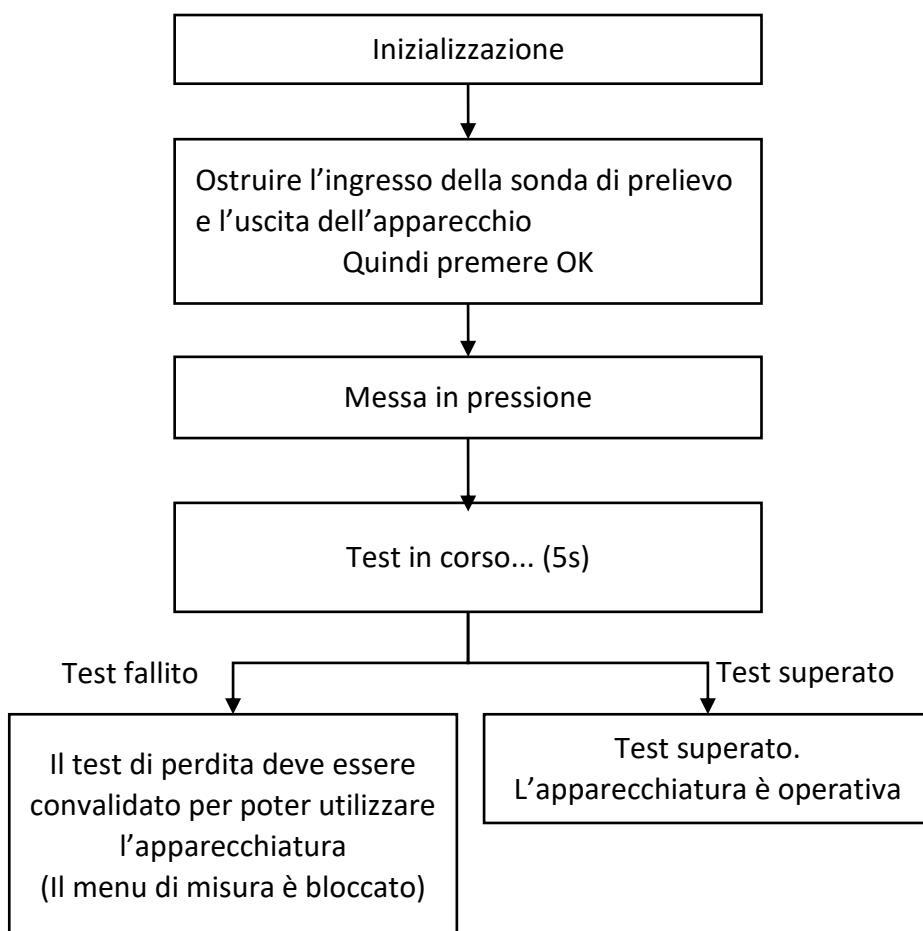 Inizializzazione
Ostruire l’ingresso della sonda di prelievo
e l’uscita dell’apparecchio
Quindi premere OK
Messa in pressione
Test in corso... (5s)
Test fallito
Test superato
Il test di perdita deve essere
convalidato per poter utilizzare
l’apparecchiatura
(Il menu di misura è bloccato)
Test superato.
L’apparecchiatura è operativa